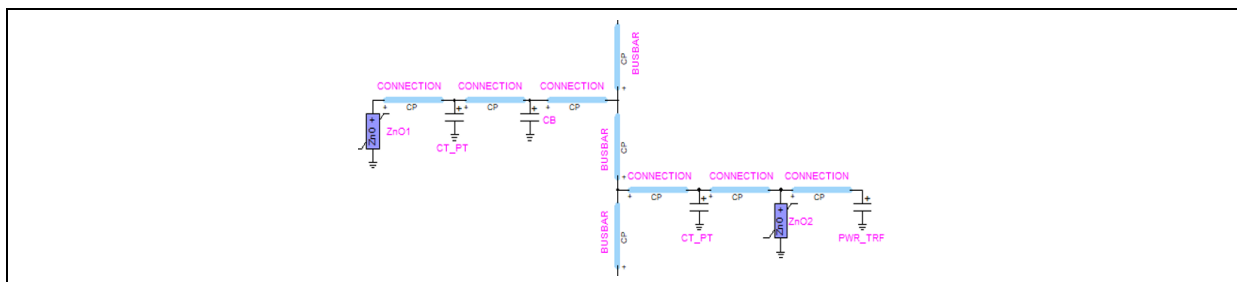 BUSBAR
CP
+
CONNECTION CONNECTION CONNECTION
+ CP + CP + CP
ZnO + ZnO1
+ CT_PT
+ CB
BUSBAR
CP
+
CONNECTION CONNECTION CONNECTION
+ CP + CP + CP
BUSBAR
CP
+
+ CT_PT
ZnO + ZnO2
+ PWR_TRF